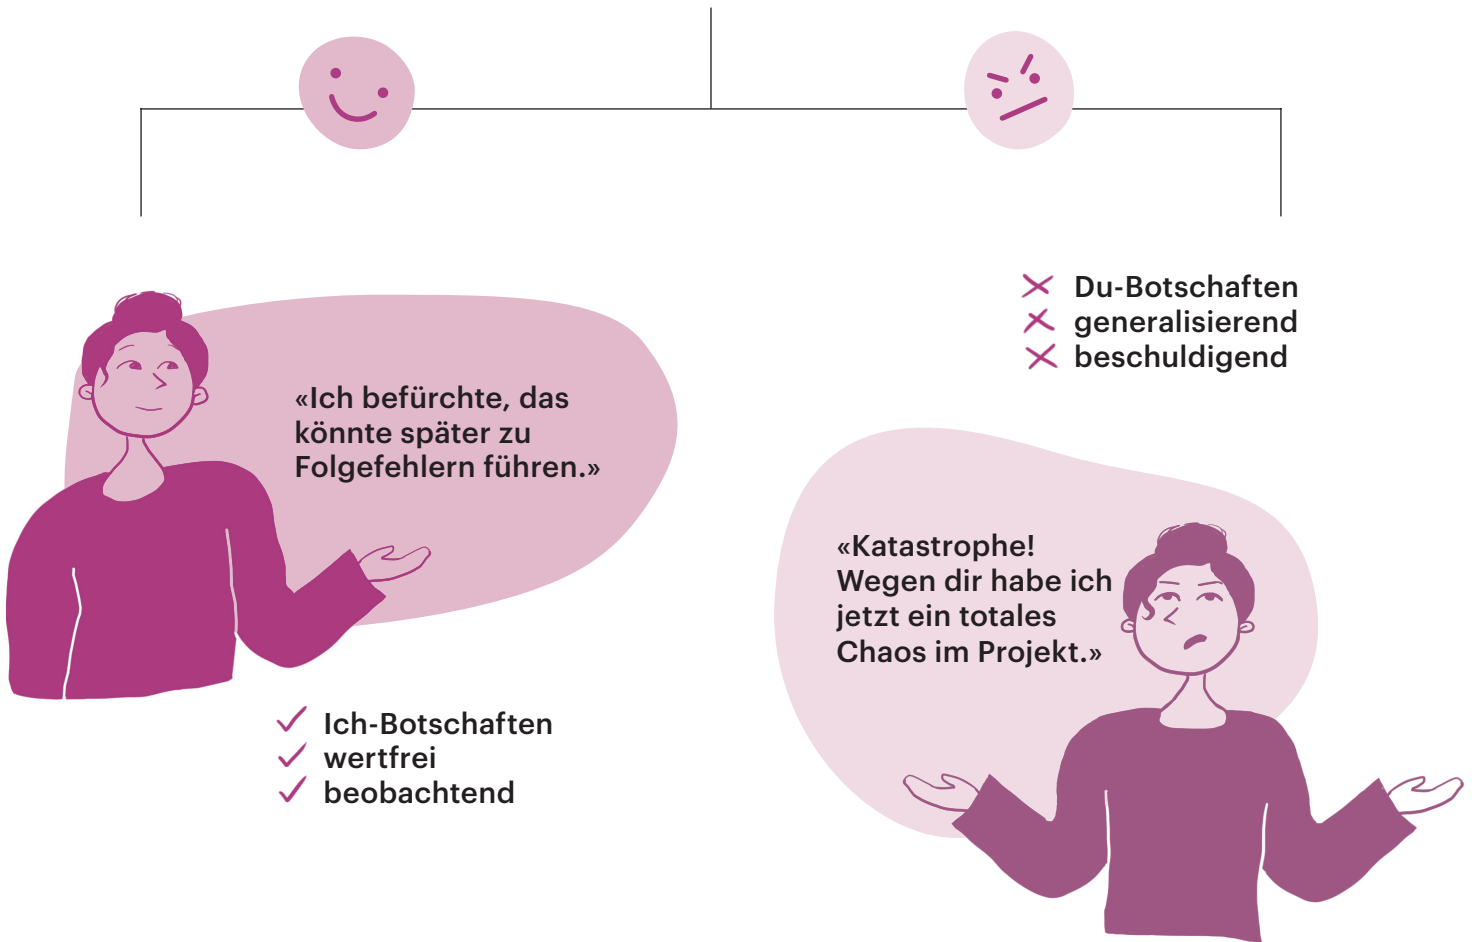 «Ich befürchte, das
könnte später zu
Folgefehlern führen.»
Ich-Botschaften
wertfrei
beobachtend
Du-Botschaften
generalisierend
beschuldigend
«Katastrophe!
Wegen dir habe ich
jetzt ein totales
Chaos im Projekt.»